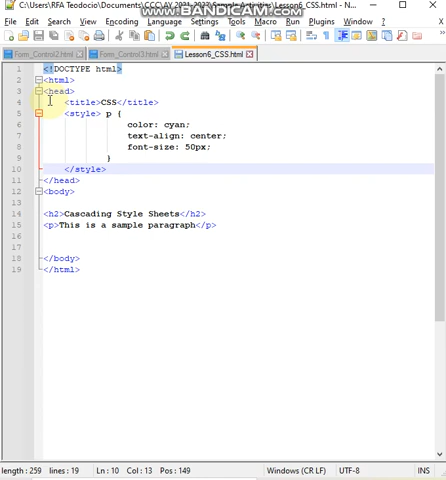 C:\Users\RFA Teodocio\Documents\CCC\AY 2021-2022\Sample Activities\Lesson6_CSS.html - N...
WWW.BANDICAM.COM
File Edit Search View Encoding Language Settings Tools Macro Run Plugins Window ?
Form_Control2.html Form_Control3.html Lesson6_CSS.html
1 <!DOCTYPE html>
2 <html>
3 <head>
4 <title>CSS</title>
5 <style> p {
6 color: cyan;
7 text-align: center;
8 font-size: 50px;
9 }
10 </style>
11 </head>
12 <body>
13
14 <h2>Cascading Style Sheets</h2>
15 <p>This is a sample paragraph</p>
16
17
18 </body>
19 </html>
length : 259 lines : 19 Ln : 10 Col : 13 Pos : 149 Windows (CR LF) UTF-8 INS